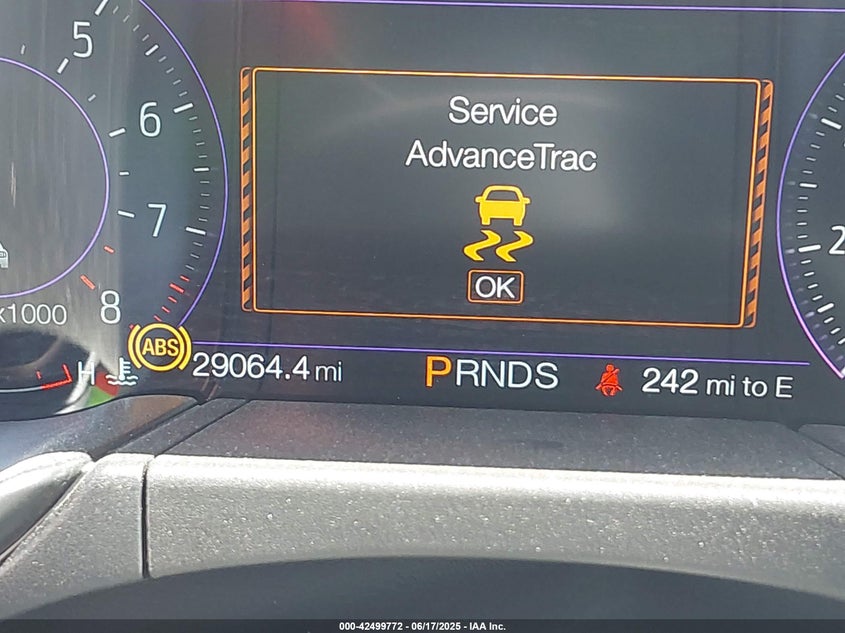 5
6
7
8
x1000
Service
AdvanceTrac
OK
2
H
ABS
29064.4 mi
PRNDS
242 mi to E
000-42499772 - 06/17/2025 - IAA Inc.